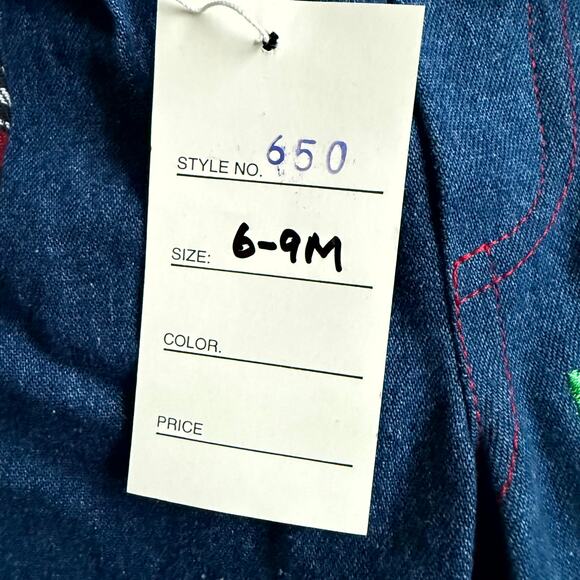 STYLE NO. 650
SIZE: 6-9M
COLOR.
PRICE